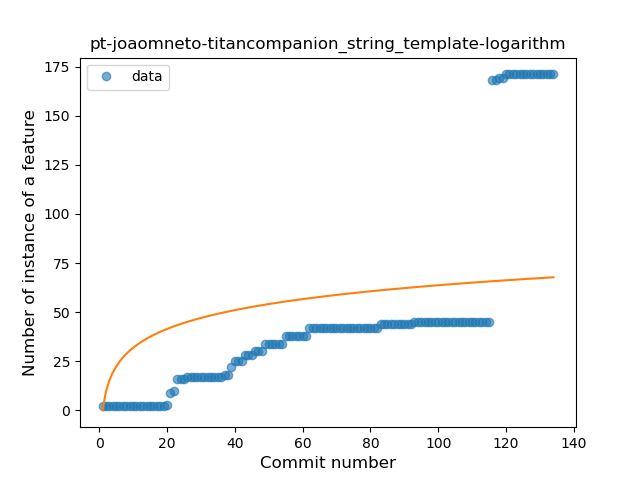 pt-joaomneto-titancompanion_string_template-logarithm
data
Number of instance of a feature
175
150
125
100
75
50
25
0
0 20 40 60 80 100 120 140
Commit number